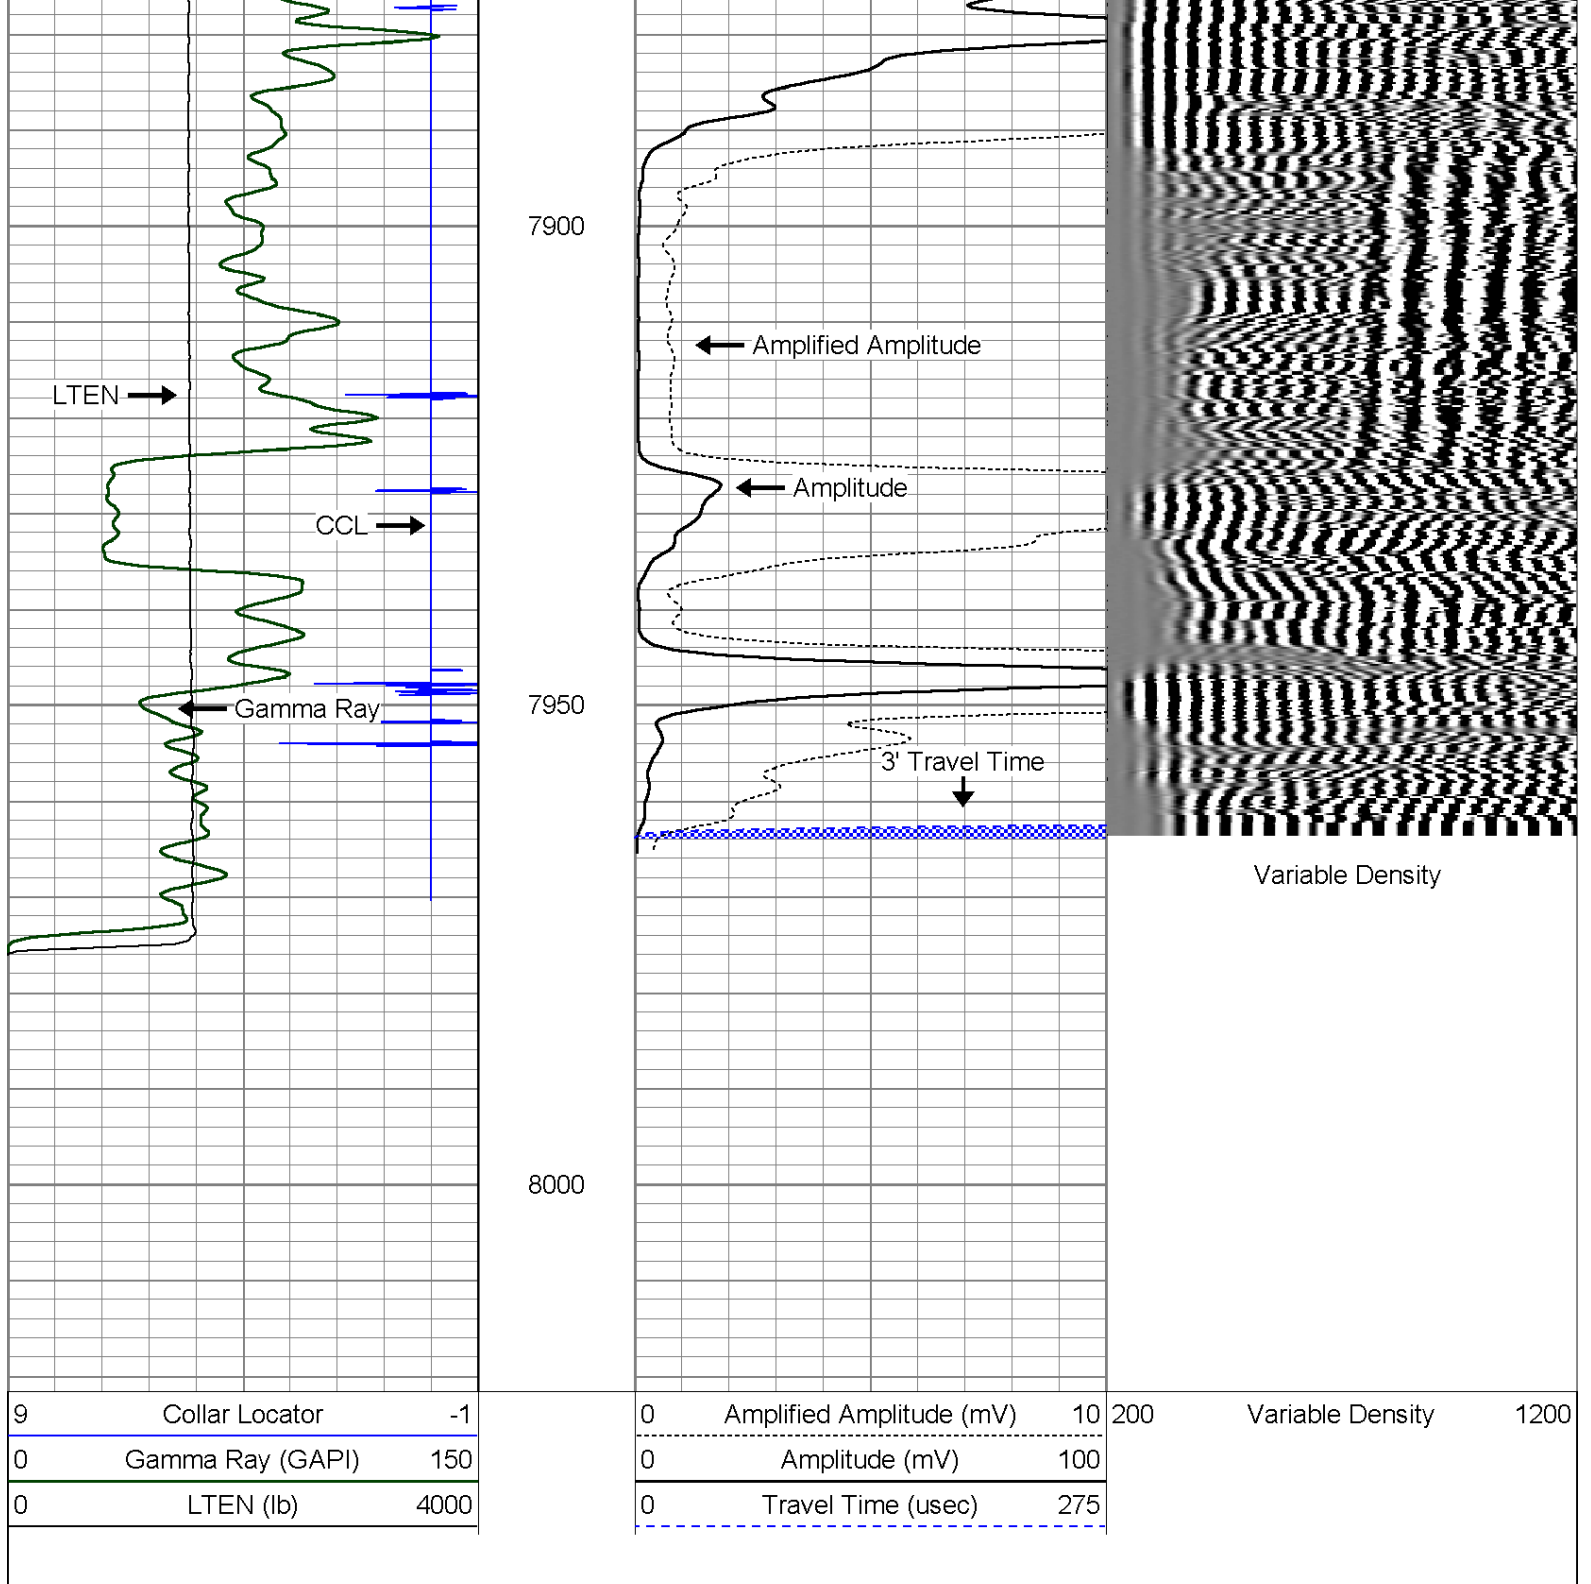 7900
Amplified Amplitude
LTEN
Amplitude
CCL
7950
Gamma Ray
3' Travel Time
Variable Density
8000
9 Collar Locator -1
0 Gamma Ray (GAPI) 150
0 LTEN (lb) 4000
0 Amplified Amplitude (mV) 10
0 Amplitude (mV) 100
0 Travel Time (usec) 275
200 Variable Density 1200